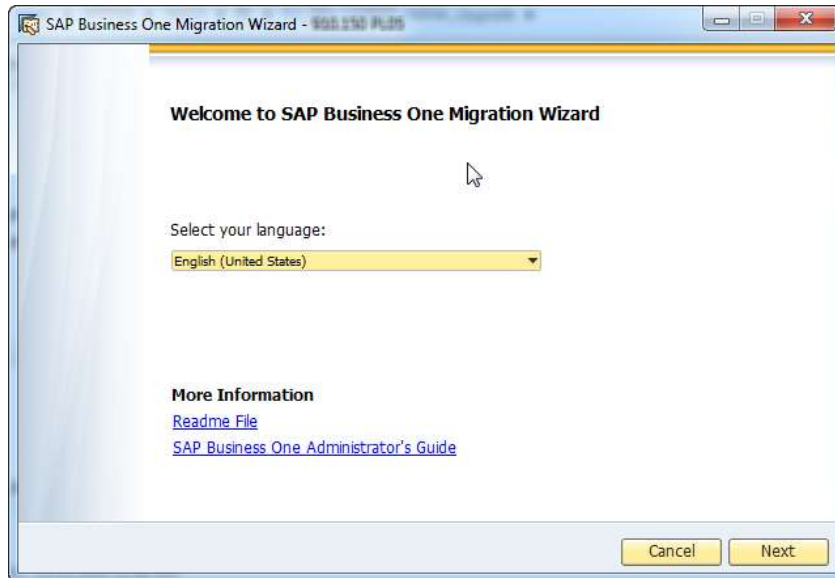 SAP Business One Migration Wizard -
Welcome to SAP Business One Migration Wizard
Select your language:
English (United States)
More Information
Readme File
SAP Business One Administrator's Guide
Cancel Next